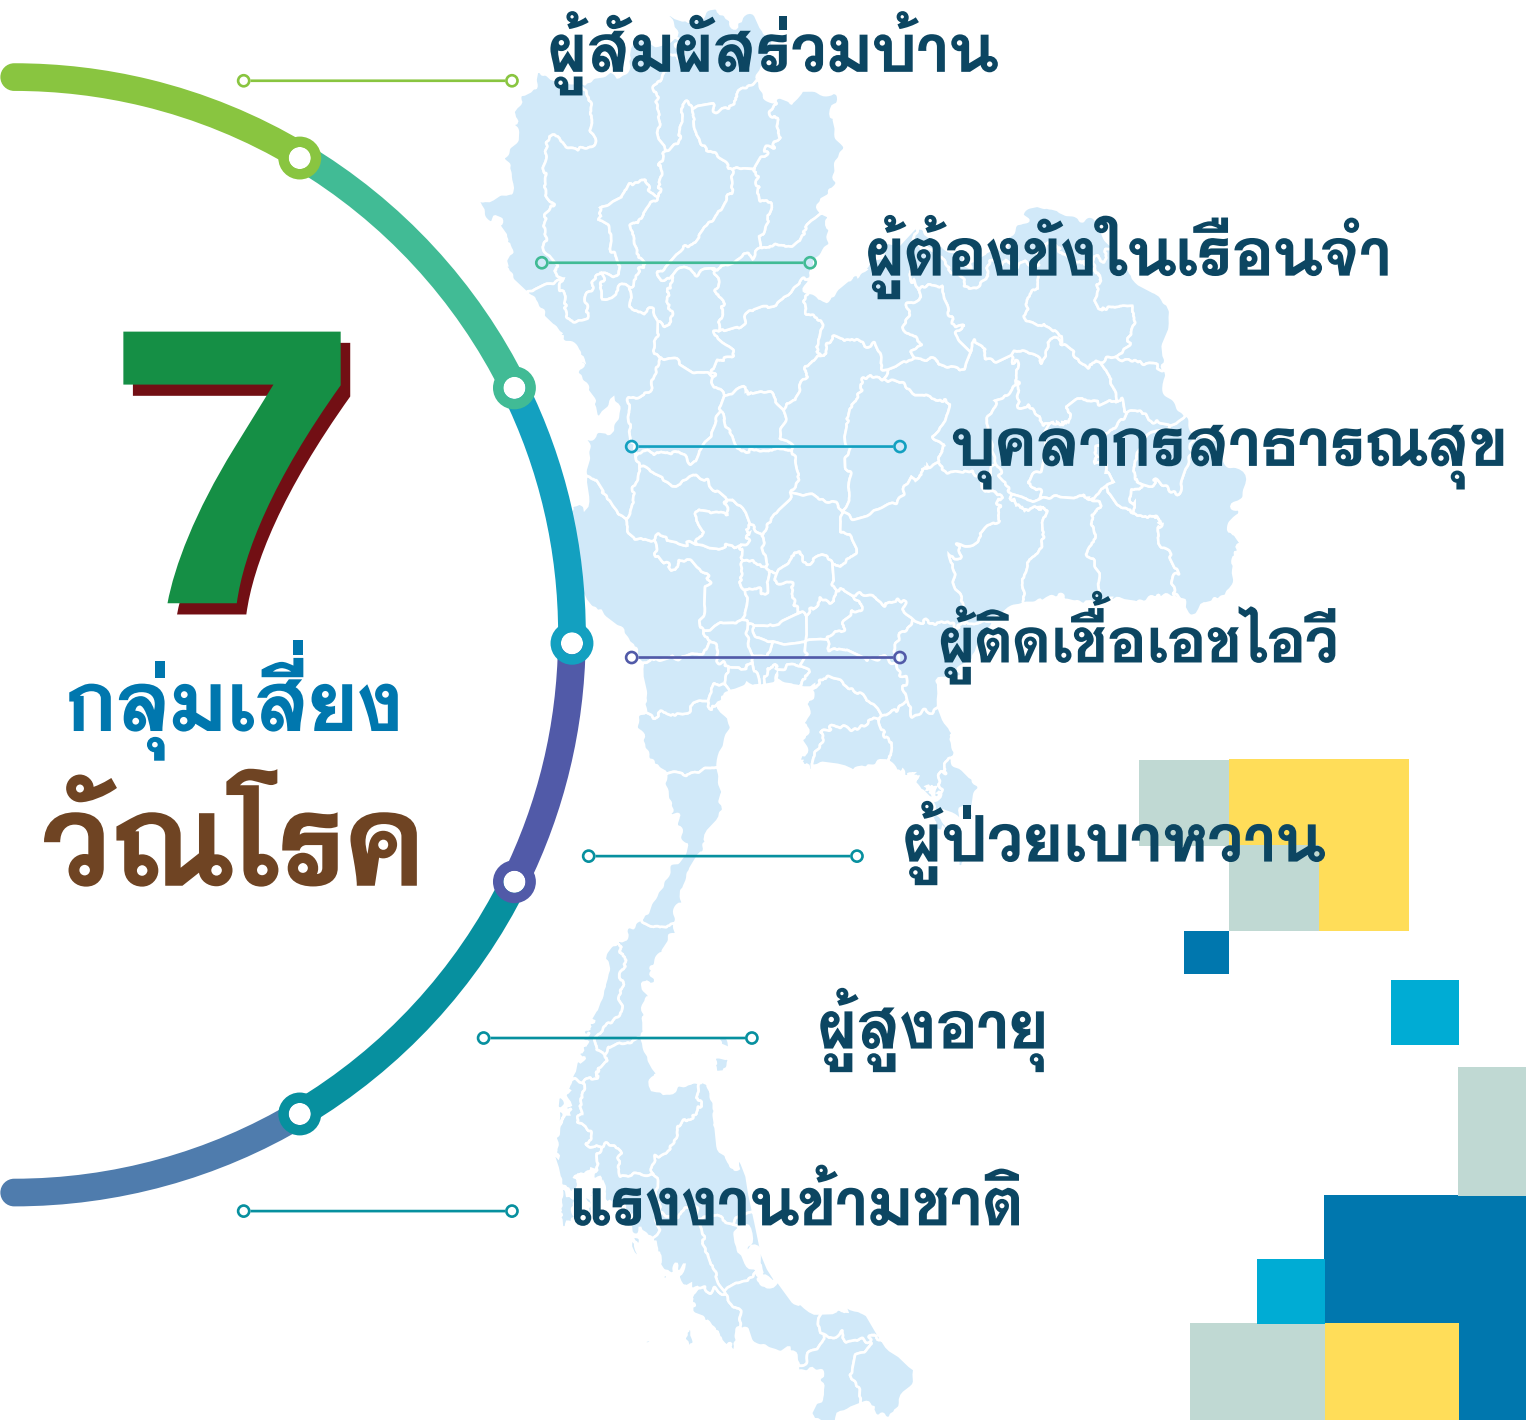 ผู้สัมผัสร่วมบ้าน
ผู้ต้องขังในเรือนจำ
บุคลากรสาธารณสุข
7
กลุ่มเสี่ยง
วัณโรค
ผู้ติดเชื้อเอชไอวี
ผู้ป่วยเบาหวาน
ผู้สูงอายุ
แรงงานข้ามชาติ